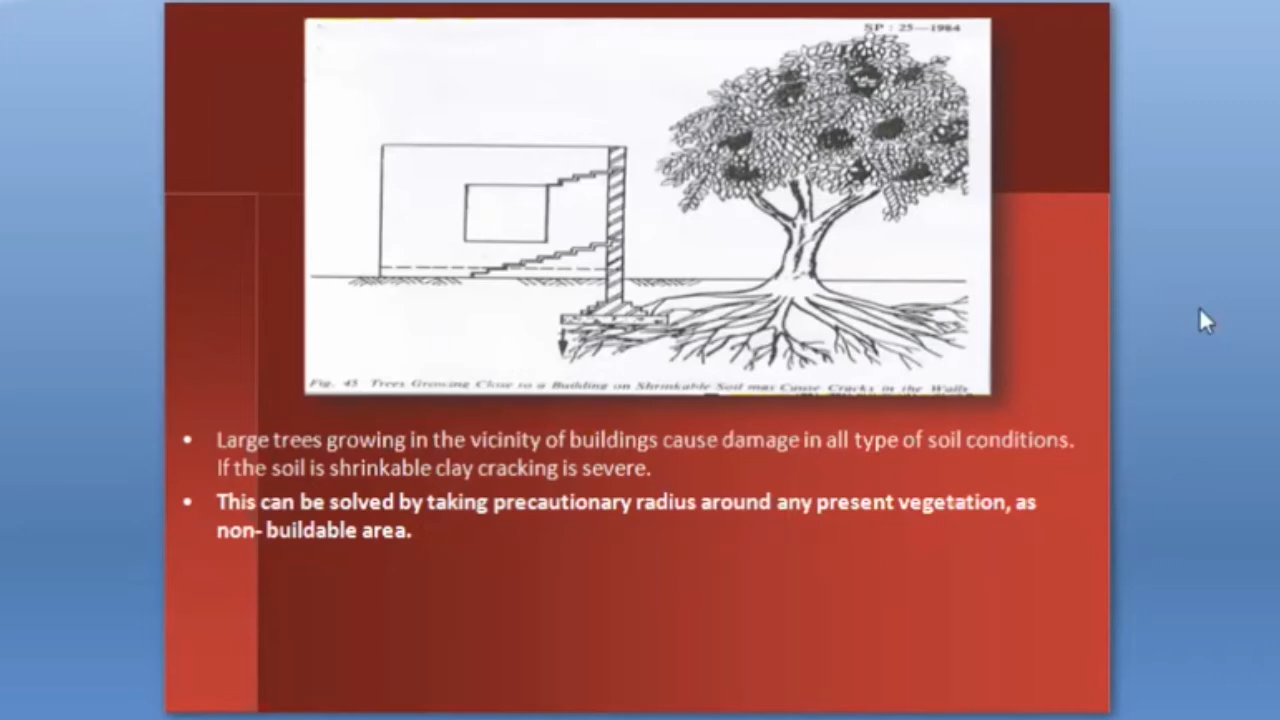 SP : 25—1984
Fig. 45 Trees Growing Close to a Building on Shrinkable Soil may Cause Cracks in the Walls
• Large trees growing in the vicinity of buildings cause damage in all type of soil conditions.
If the soil is shrinkable clay cracking is severe.
• This can be solved by taking precautionary radius around any present vegetation, as
non- buildable area.